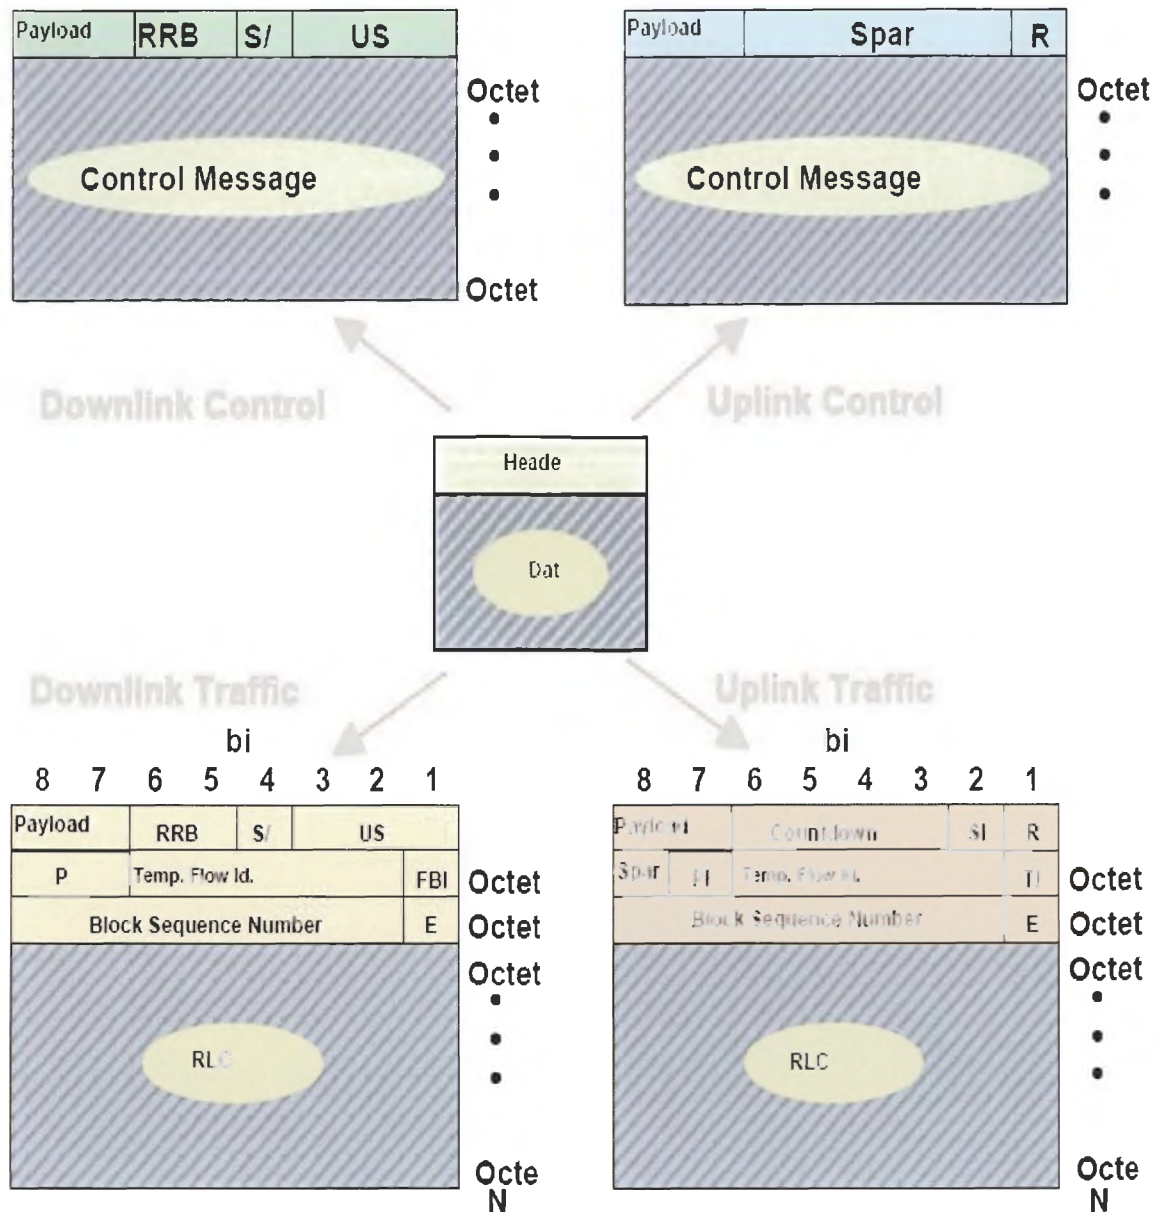 Payload RRB S/ US
Payload Spar R
Octet
Octet
Control Message
Control Message
Octet
Downlink Control
Uplink Control
Heade
Dat
Downlink Traffic
Uplink Traffic
bi
bi
8 7 6 5 4 3 2 1
8 7 6 5 4 3 2 1
Payload RRB S/ US
Payload Countdown SI R
P Temp. Flow Id. FBI Octet
Spar PI Temp. Flow Id. TI Octet
Block Sequence Number E Octet
Block Sequence Number E Octet
Octet
Octet
RLC
RLC
Octe
N
Octe
N